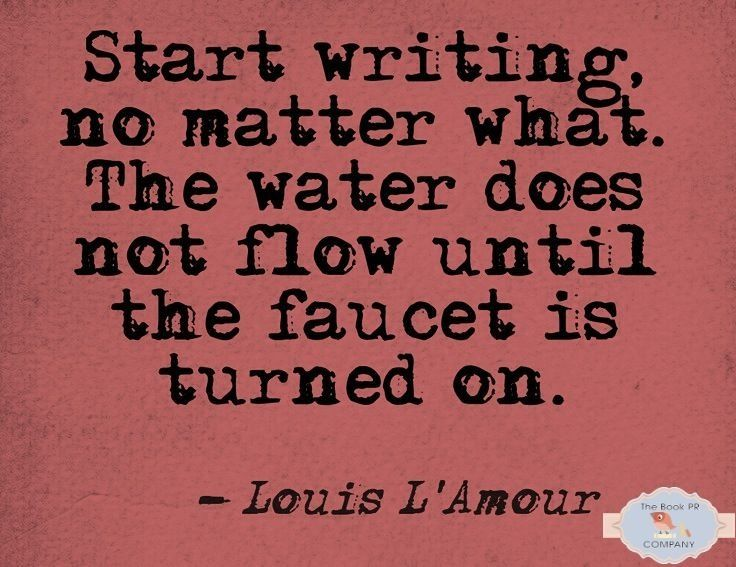 Start writing,
no matter what.
The water does
not flow until
the faucet is
turned on.
– Louis L'Amour
The Book PR
COMPANY